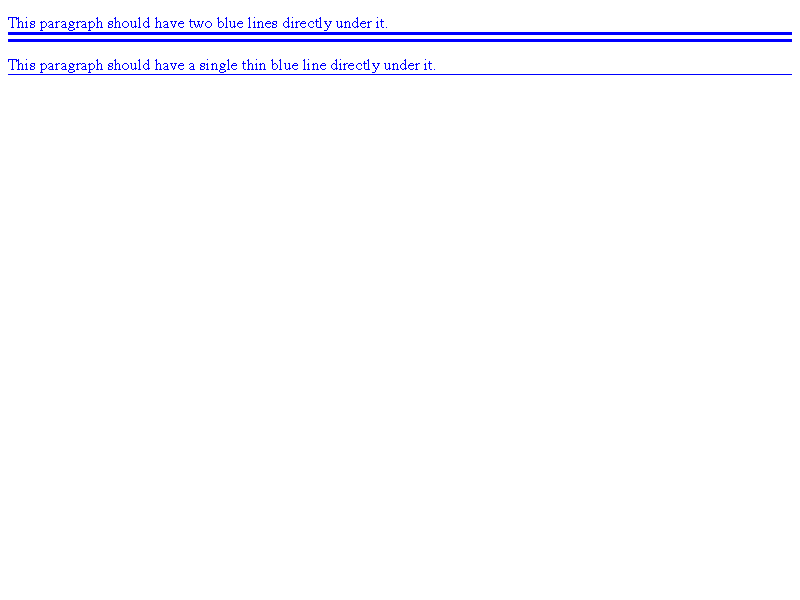 This paragraph should have two blue lines directly under it.
This paragraph should have a single thin blue line directly under it.